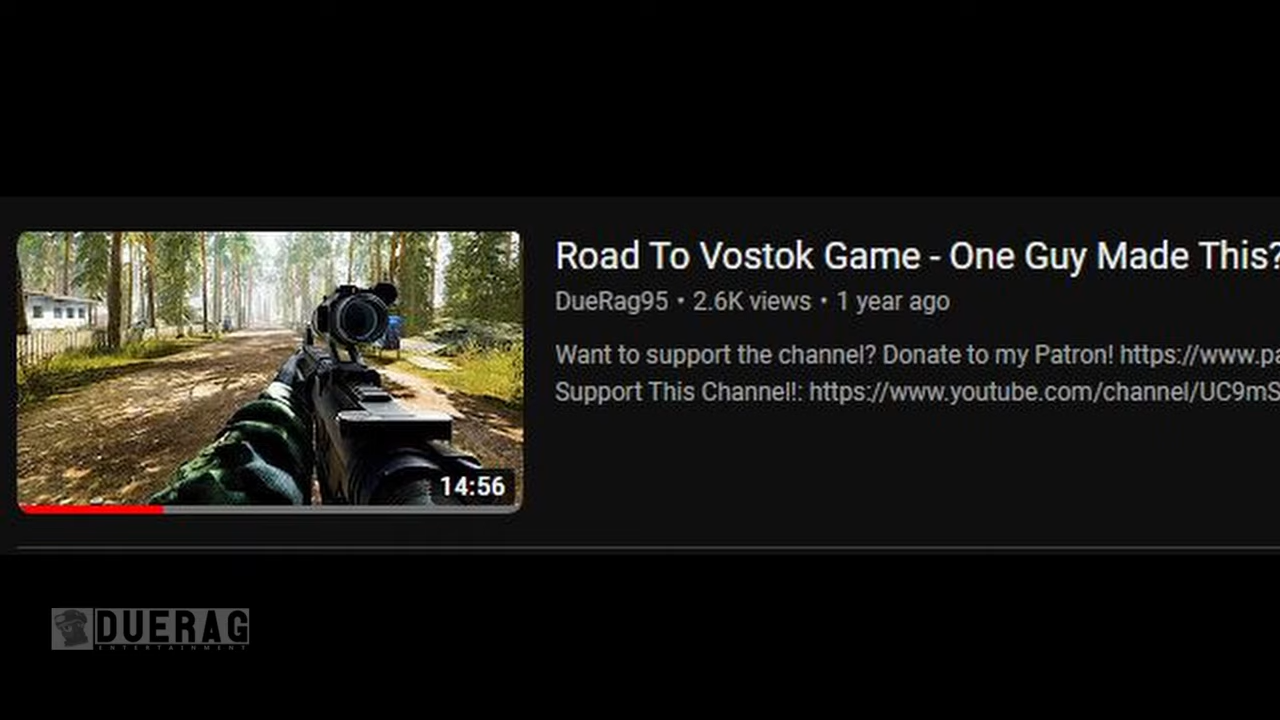 Road To Vostok Game - One Guy Made This?
DueRag95 • 2.6K views • 1 year ago
Want to support the channel? Donate to my Patron! https://www.pa
Support This Channel!: https://www.youtube.com/channel/UC9mS
14:56
DUERAG
ENTERTAINMENT